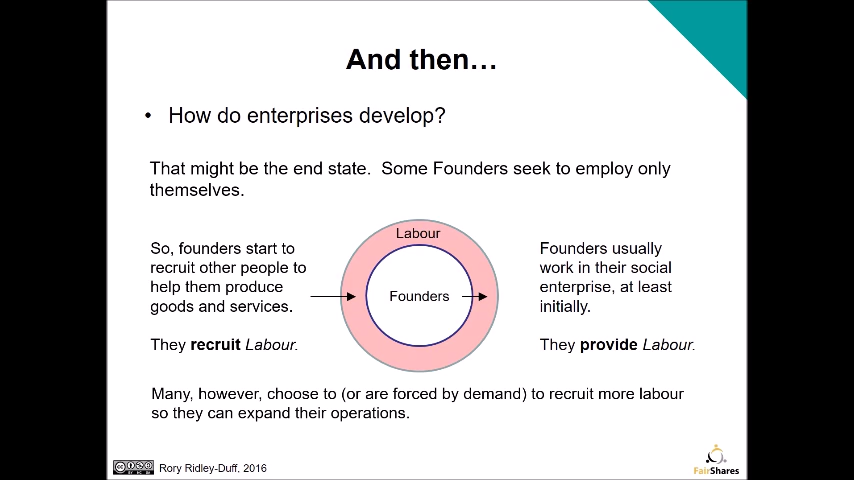 And then…
• How do enterprises develop?
That might be the end state. Some Founders seek to employ only
themselves.
So, founders start to
recruit other people to
help them produce
goods and services.
They recruit Labour.
Labour
Founders
Founders usually
work in their social
enterprise, at least
initially.
They provide Labour.
Many, however, choose to (or are forced by demand) to recruit more labour
so they can expand their operations.
Rory Ridley-Duff, 2016
FairShares